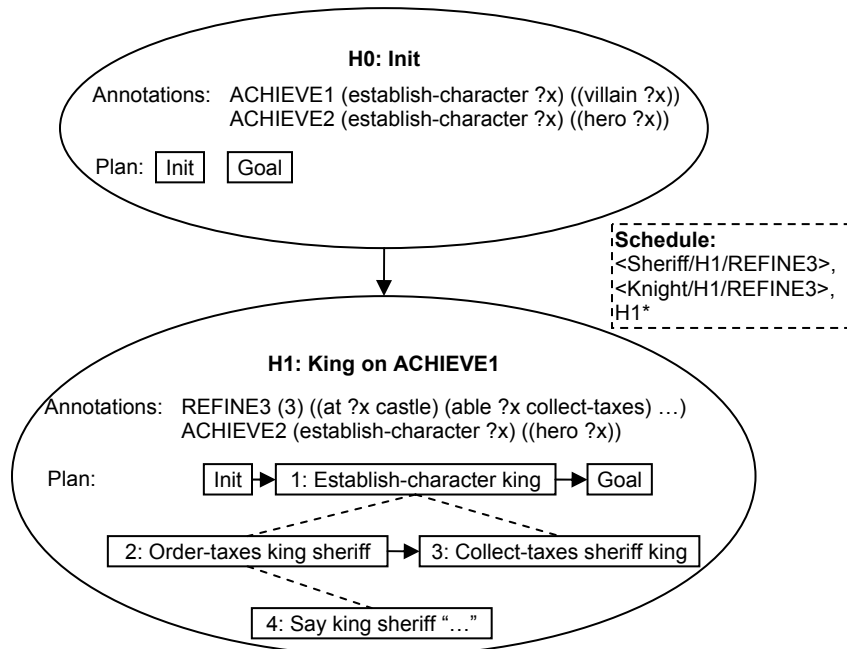 H0: Init
Annotations: ACHIEVE1 (establish-character ?x) ((villain ?x))
ACHIEVE2 (establish-character ?x) ((hero ?x))
Plan: Init Goal
Schedule:
<Sheriff/H1/REFINE3>,
<Knight/H1/REFINE3>,
H1*
H1: King on ACHIEVE1
Annotations: REFINE3 (3) ((at ?x castle) (able ?x collect-taxes) …)
ACHIEVE2 (establish-character ?x) ((hero ?x))
Plan: Init 1: Establish-character king Goal
2: Order-taxes king sheriff 3: Collect-taxes sheriff king
4: Say king sheriff “…”